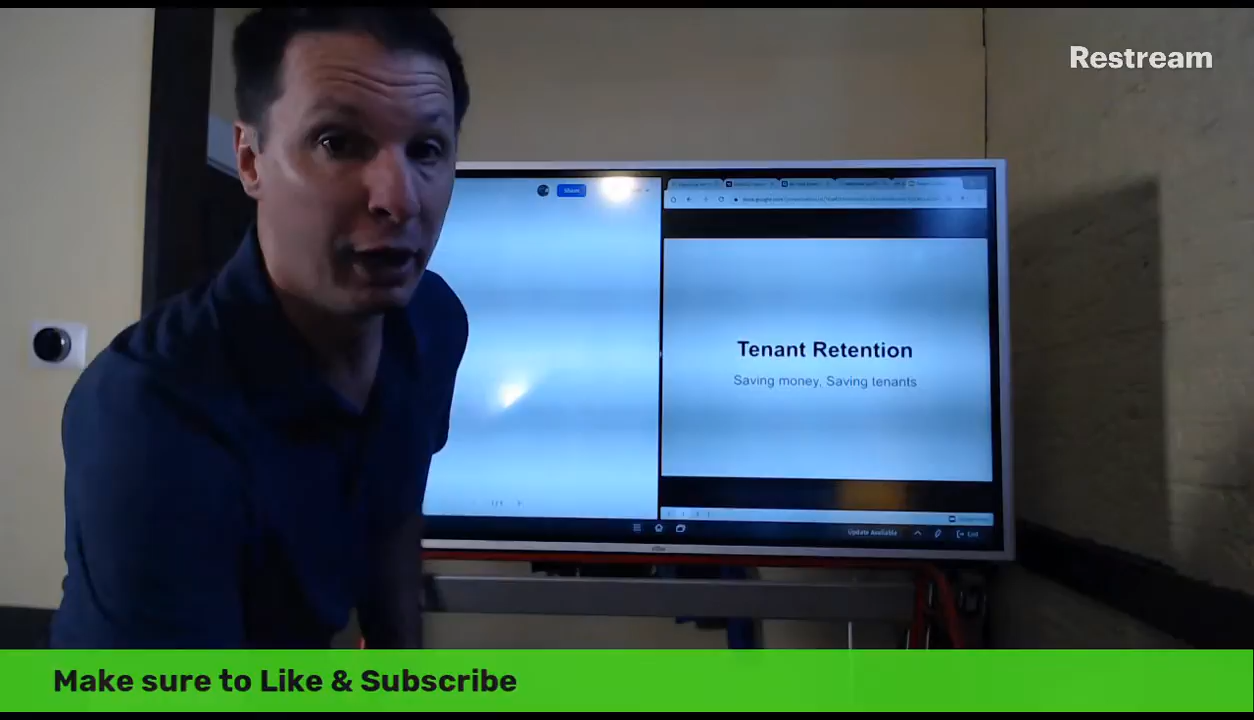 Restream
Share
Tenant Retention
Saving money, Saving tenants
Update Available
Exit
Make sure to Like & Subscribe